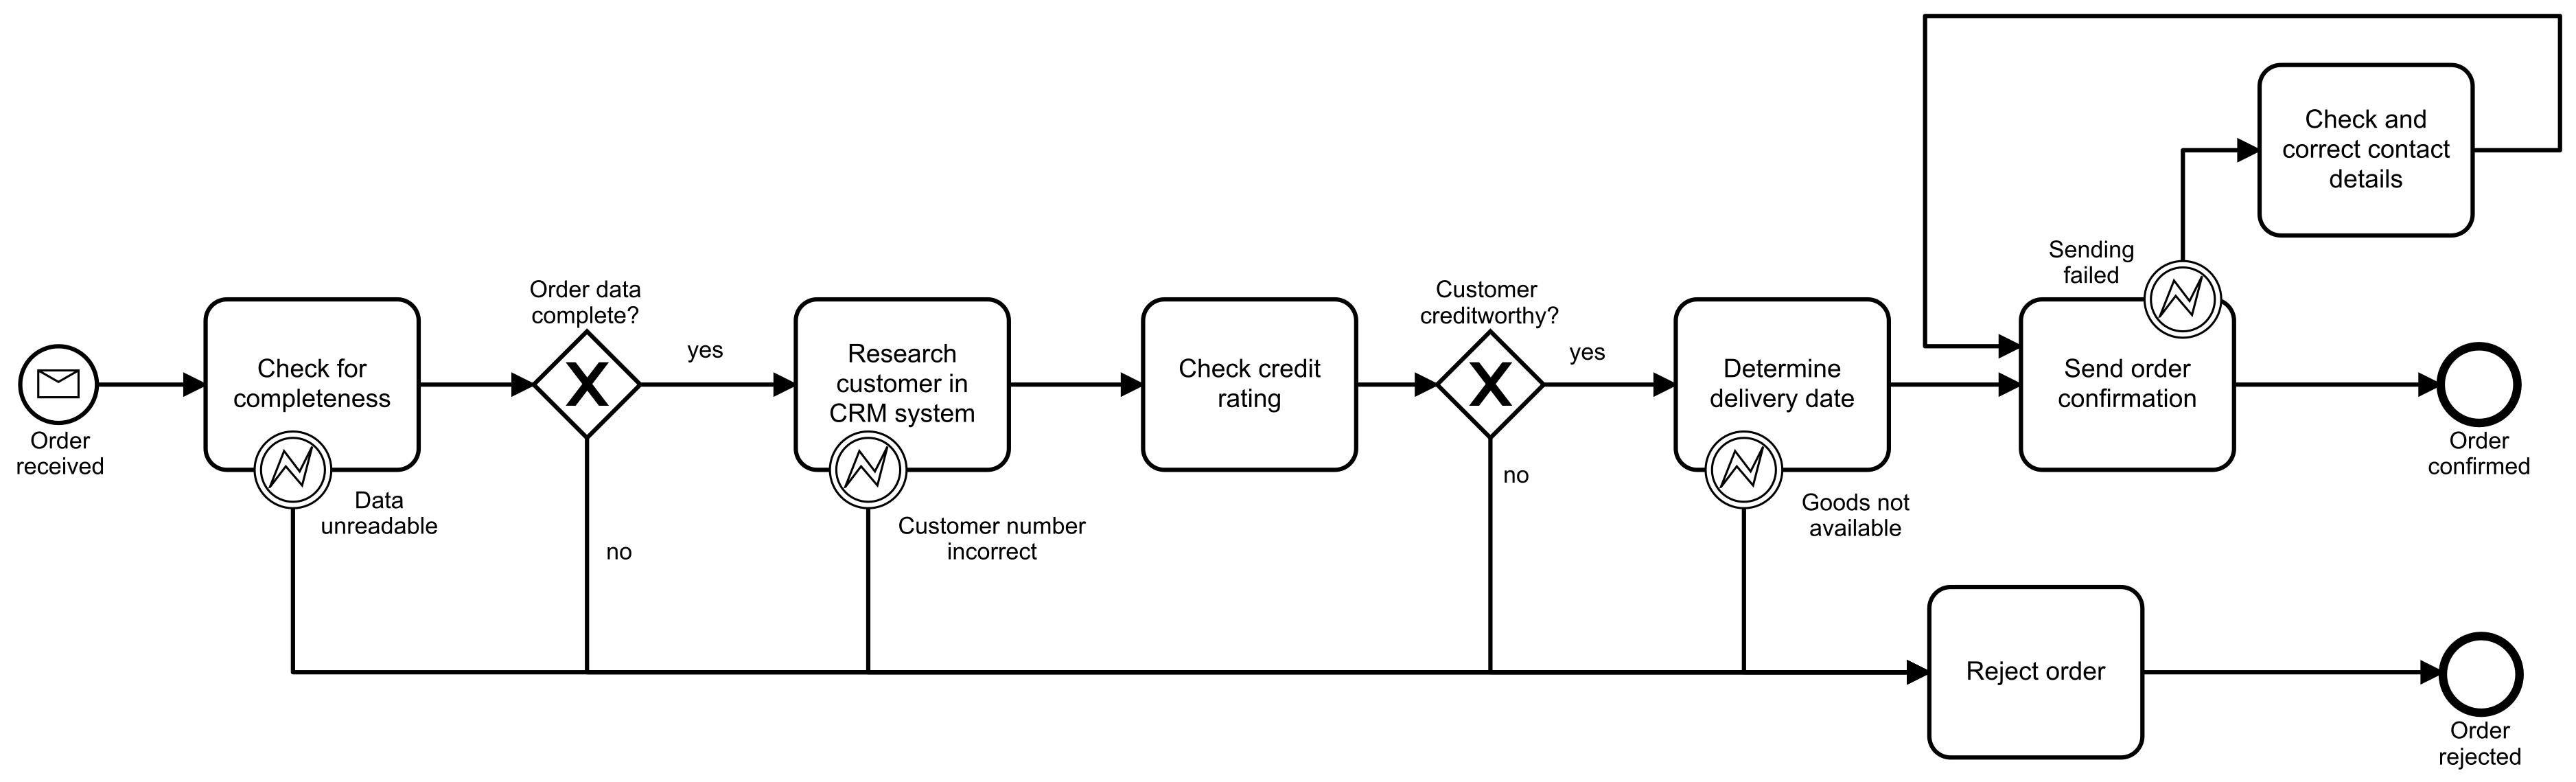 Order
received
Check for
completeness
Data
unreadable
Order data
complete?
yes
no
Research
customer in
CRM system
Customer number
incorrect
Check credit
rating
Customer
creditworthy?
yes
no
Determine
delivery date
Goods not
available
Sending
failed
Check and
correct contact
details
Send order
confirmation
Order
confirmed
Reject order
Order
rejected